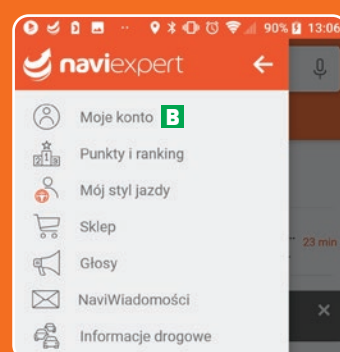 90% 13:06
naviexpert
Moje konto B
Punkty i ranking
Mój styl jazdy
23 min
Sklep
Głosy
NaviWiadomości
Informacje drogowe